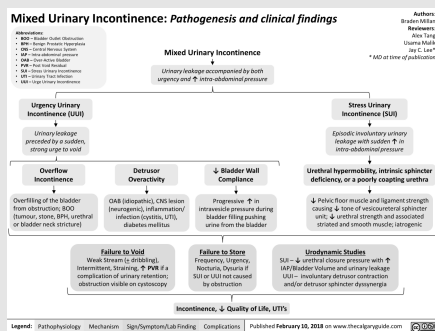 Mixed Urinary Incontinence: Pathogenesis and clinical findings
Authors:
Braden Millan
Reviewers:
Alex Tang
Usama Malik
Jay C. Lee*
* MD at time of publication
Abbreviations:
• BOO – Bladder Outlet Obstruction
• BPH – Benign Prostate Hyperplasia
• CNS – Central Nervous System
• IAP – Intra-abdominal Pressure
• OAB – Over-Active Bladder
• PVR – Post-Void Residual
• SUI – Stress Urinary Incontinence
• UTI – Urinary Tract Infection
• UUI – Urge Urinary Incontinence
Mixed Urinary Incontinence
Urinary leakage accompanied by both
urgency and ↑ intra-abdominal pressure
Urgency Urinary
Incontinence (UUI)
Urinary leakage
preceded by a sudden,
strong urge to void
Stress Urinary
Incontinence (SUI)
Episodic involuntary urinary
leakage with sudden ↑ in
intra-abdominal pressure
Overflow
Incontinence
Overfilling of the bladder
from obstruction; BOO
(tumour, stone, BPH, urethral
or bladder neck stricture)
Detrusor
Overactivity
OAB (idiopathic), CNS lesion
(neurogenic), inflammation/
infection (cystitis, UTI),
diabetes mellitus
↓ Bladder Wall
Compliance
Progressive ↑ in
intravesicle pressure during
bladder filling pushing
urine from the bladder
Urethral hypermobility, intrinsic sphincter
deficiency, or a poorly coapting urethra
↓ Pelvic floor muscle and ligament strength
causing ↓ tone of vesicoureteral sphincter
unit; ↓ urethral strength and associated
striated and smooth muscle; iatrogenic
Failure to Void
Weak Stream (± dribbling),
Intermittent, Straining, ↑ PVR if a
complication of urinary retention;
obstruction visible on cystoscopy
Failure to Store
Frequency, Urgency,
Nocturia, Dysuria if
SUI or UUI not caused
by obstruction
Urodynamic Studies
SUI – ↓ urethral closure pressure with ↑
IAP/Bladder Volume and urinary leakage
UUI – involuntary detrusor contraction
and/or detrusor sphincter dyssynergia
Incontinence, ↓ Quality of Life, UTI's
Legend: Pathophysiology Mechanism Sign/Symptom/Lab Finding Complications Published February 10, 2018 on www.thecalgaryguide.com